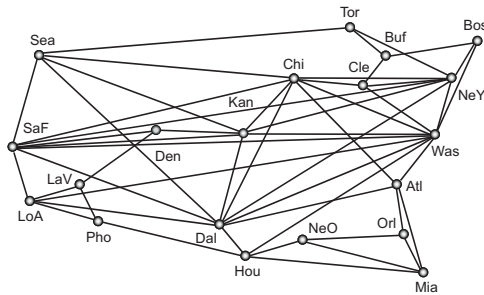 Tor
Buf
Bos
Sea
Chi
Cle
NeY
Kan
SaF
Was
Den
LaV
Atl
LoA
Pho
Dal
NeO
Orl
Hou
Mia